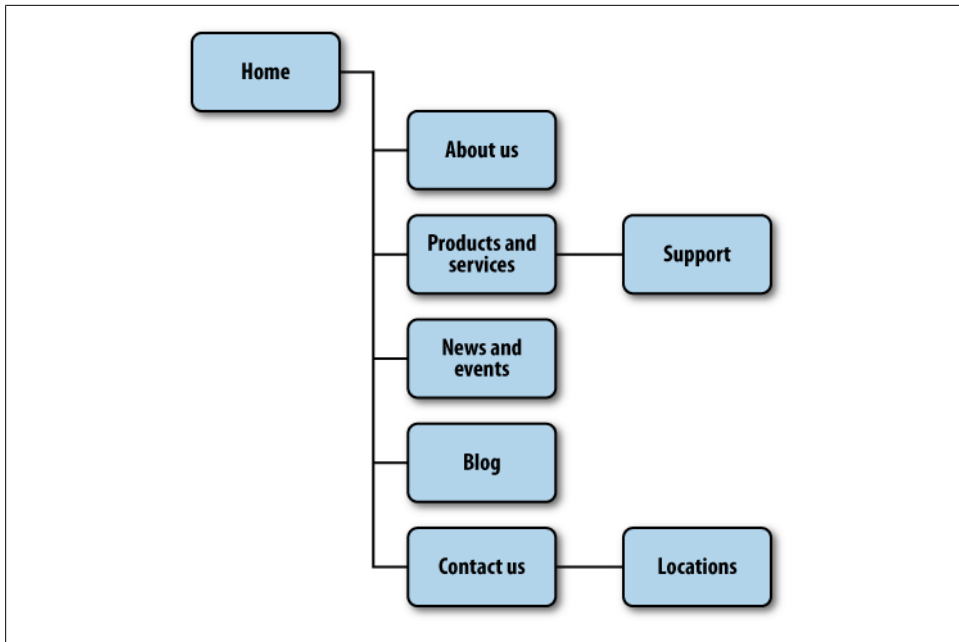 Home
About us
Products and
services
Support
News and
events
Blog
Contact us
Locations